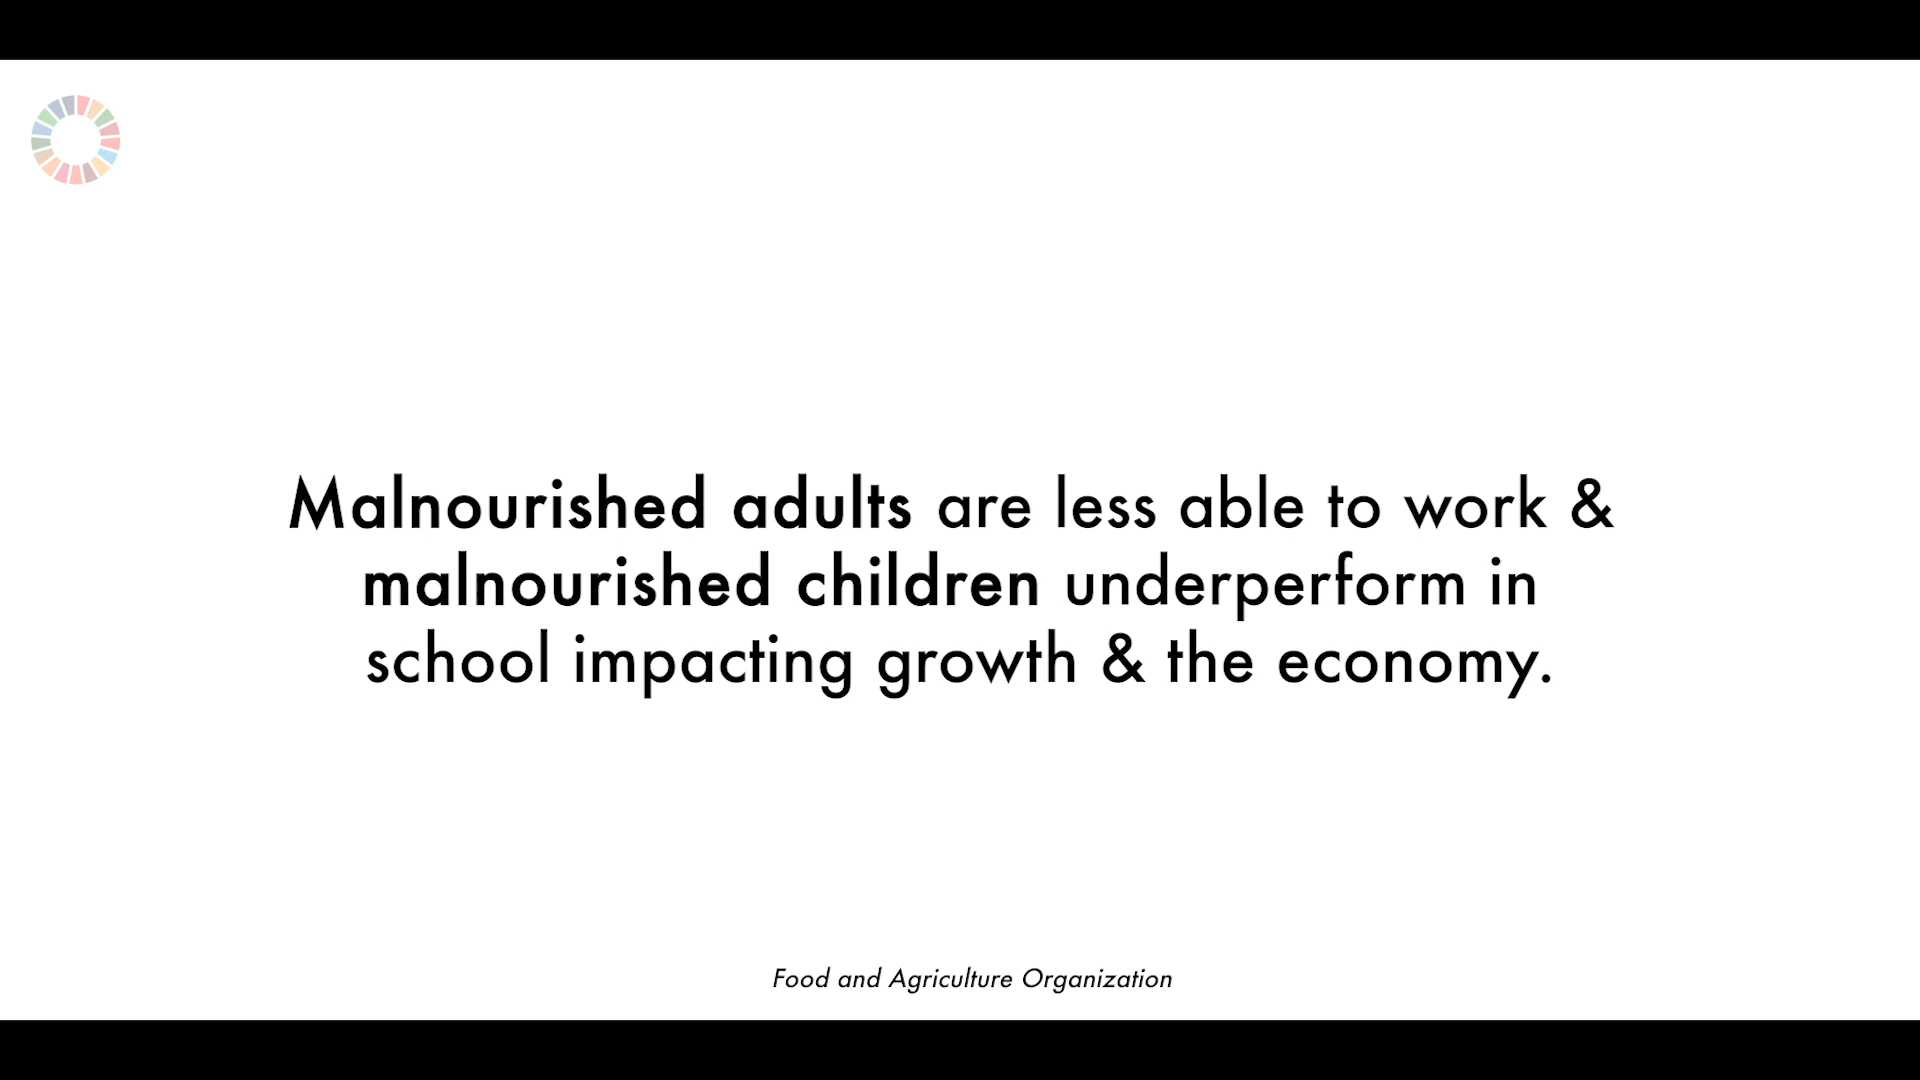 Malnourished adults are less able to work &
malnourished children underperform in
school impacting growth & the economy.
Food and Agriculture Organization